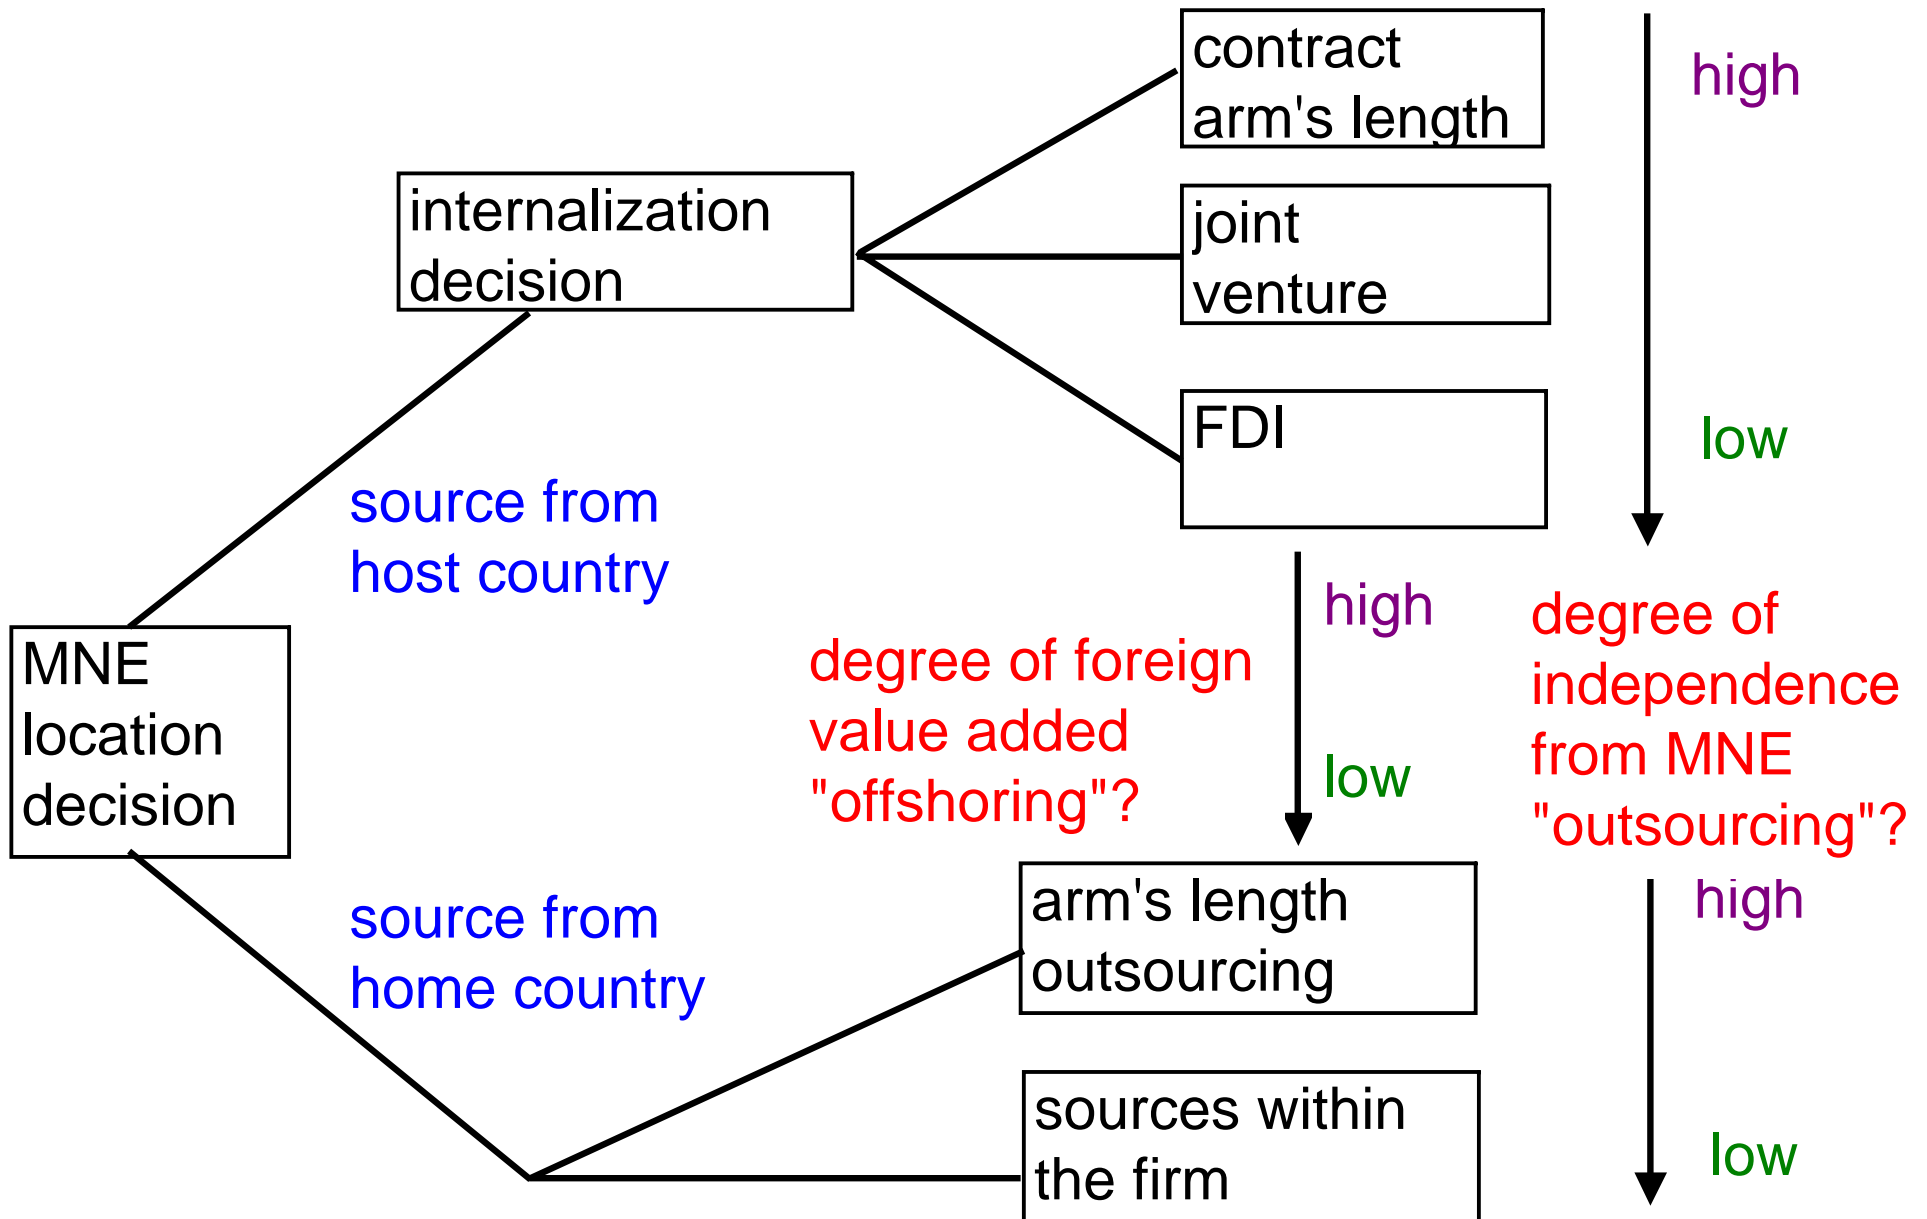 contract
arm's length
high
internalization
decision
joint
venture
FDI
low
source from
host country
MNE
location
decision
degree of foreign
value added
"offshoring"?
high
low
degree of
independence
from MNE
"outsourcing"?
source from
home country
arm's length
outsourcing
high
sources within
the firm
low